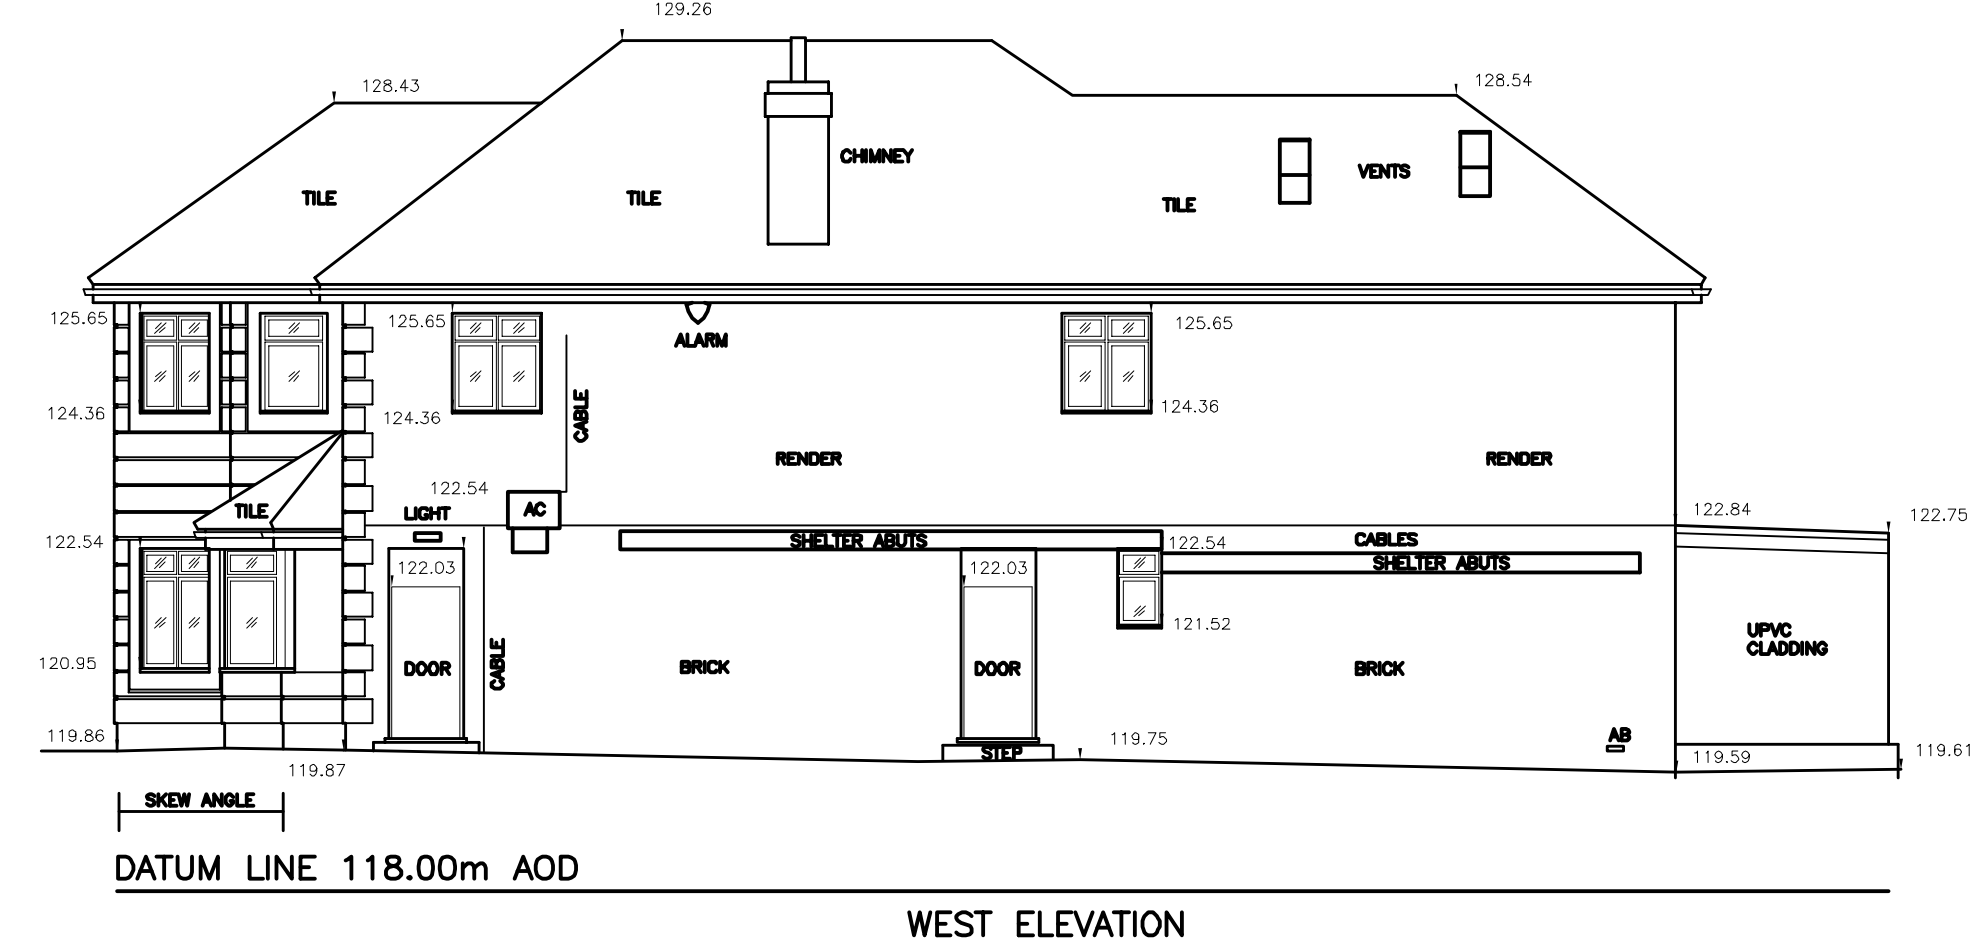 129.26
128.43
128.54
CHIMNEY
VENTS
TILE
TILE
TILE
125.65
125.65
125.65
ALARM
CABLE
124.36
124.36
124.36
RENDER
RENDER
122.54
TILE
LIGHT
AC
122.84
122.75
122.54
SHELTER ABUTS
122.54
CABLES
SHELTER ABUTS
122.03
122.03
121.52
UPVC
CLADDING
120.95
DOOR
CABLE
BRICK
DOOR
BRICK
119.86
119.75
AB
STEP
119.59
119.61
119.87
SKEW ANGLE
DATUM LINE 118.00m AOD
WEST ELEVATION